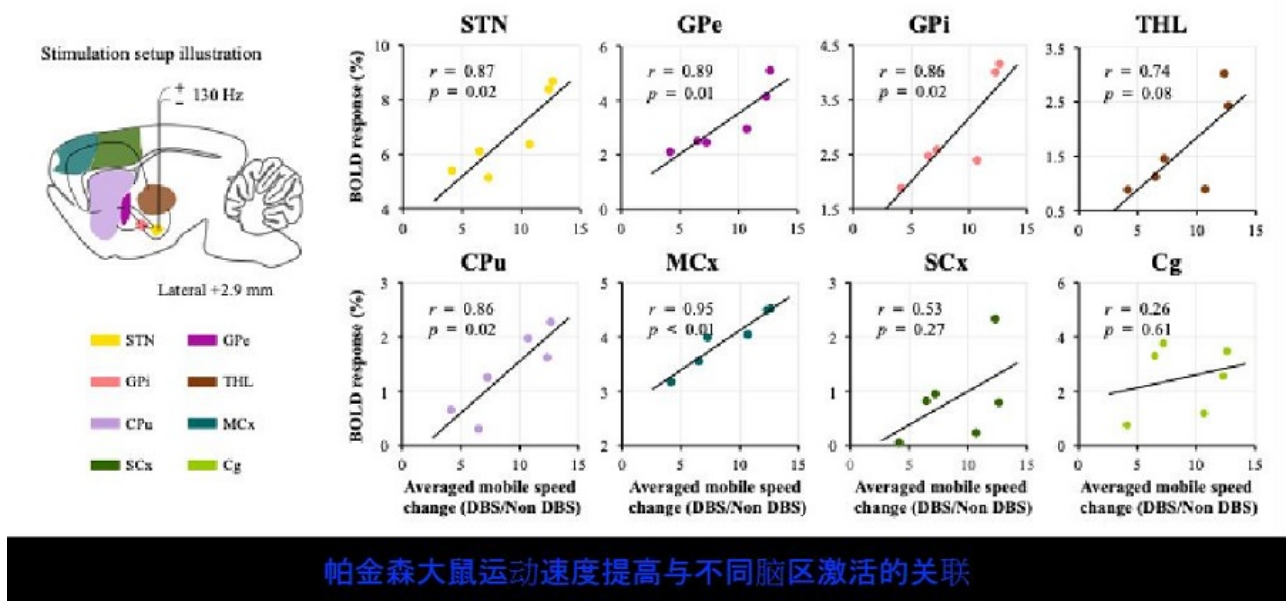 Stimulation setup illustration
+
−
130 Hz
Lateral +2.9 mm
STN
GPe
GPi
THL
CPu
MCx
SCx
Cg
STN
BOLD response (%)
10
8
6
4
r = 0.87
p = 0.02
0 5 10 15
GPe
6
4
2
0
r = 0.89
p = 0.01
0 5 10 15
GPi
4.5
3.5
2.5
1.5
r = 0.86
p = 0.02
0 5 10 15
THL
3.5
2.5
1.5
0.5
r = 0.74
p = 0.08
0 5 10 15
CPu
BOLD response (%)
3
2
1
0
r = 0.86
p = 0.02
0 5 10 15
Averaged mobile speed
change (DBS/Non DBS)
MCx
5
4
3
2
r = 0.95
p < 0.01
0 5 10 15
Averaged mobile speed
change (DBS/Non DBS)
SCx
3
2
1
0
r = 0.53
p = 0.27
0 5 10 15
Averaged mobile speed
change (DBS/Non DBS)
Cg
6
4
2
0
r = 0.26
p = 0.61
0 5 10 15
Averaged mobile speed
change (DBS/Non DBS)
帕金森大鼠运动速度提高与不同脑区激活的关联